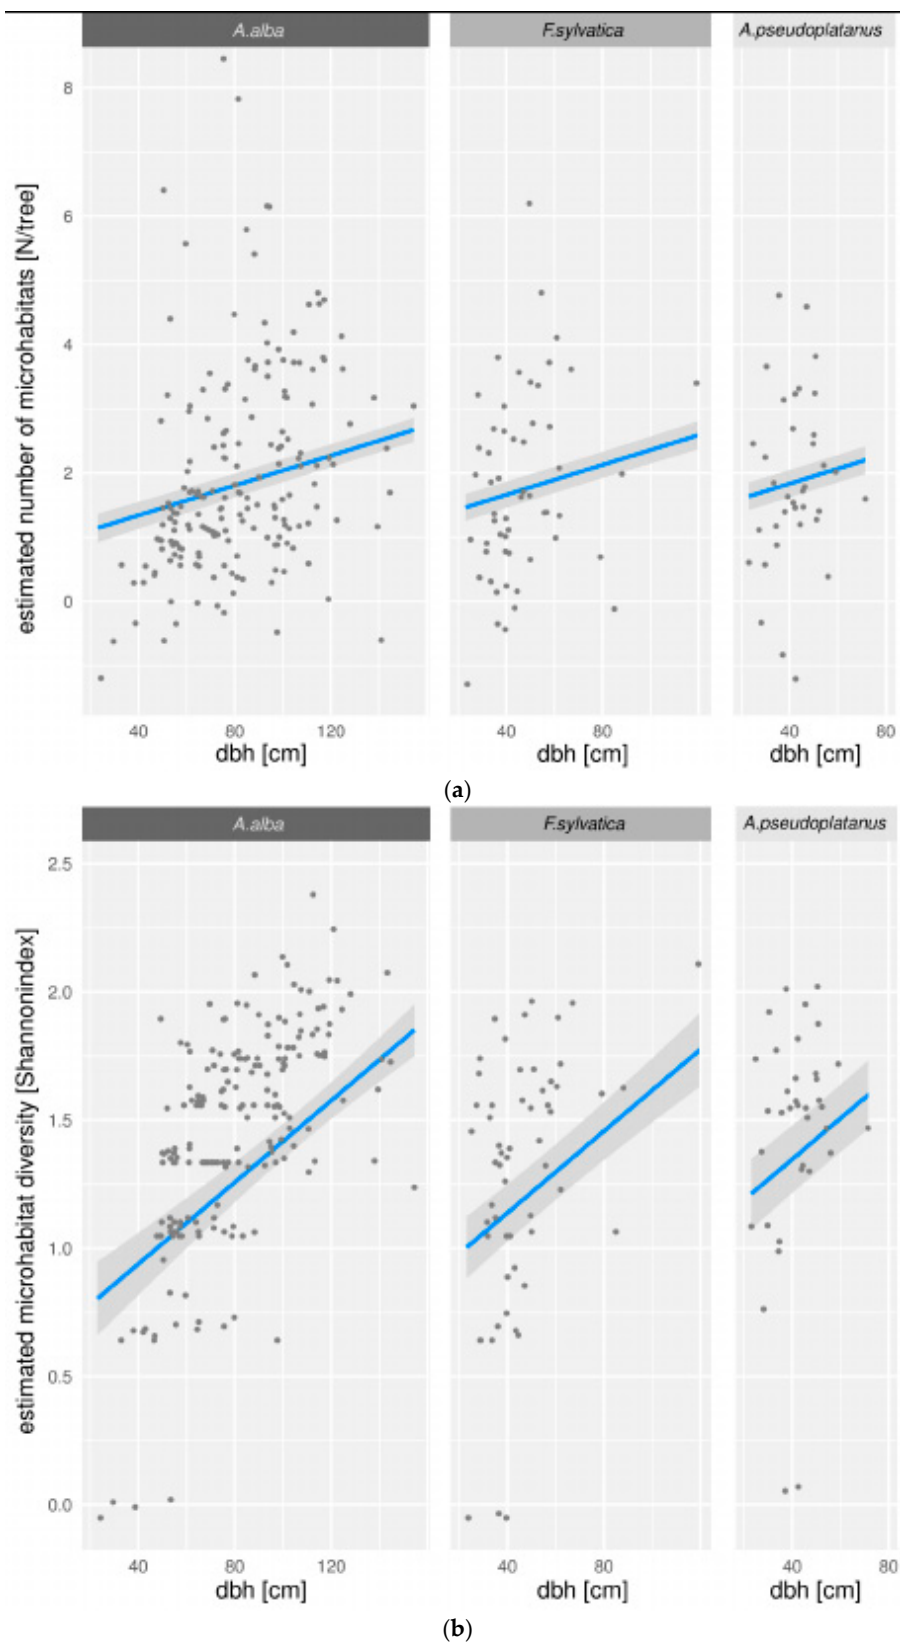 A.alba F.sylvatica A.pseudoplatanus
estimated number of microhabitats [N/tree]
8
6
4
2
0
40 80 120 40 80 40 80
dbh [cm] dbh [cm] dbh [cm]
(a)
A.alba F.sylvatica A.pseudoplatanus
estimated microhabitat diversity [Shannonindex]
2.5
2.0
1.5
1.0
0.5
0.0
40 80 120 40 80 40 80
dbh [cm] dbh [cm] dbh [cm]
(b)